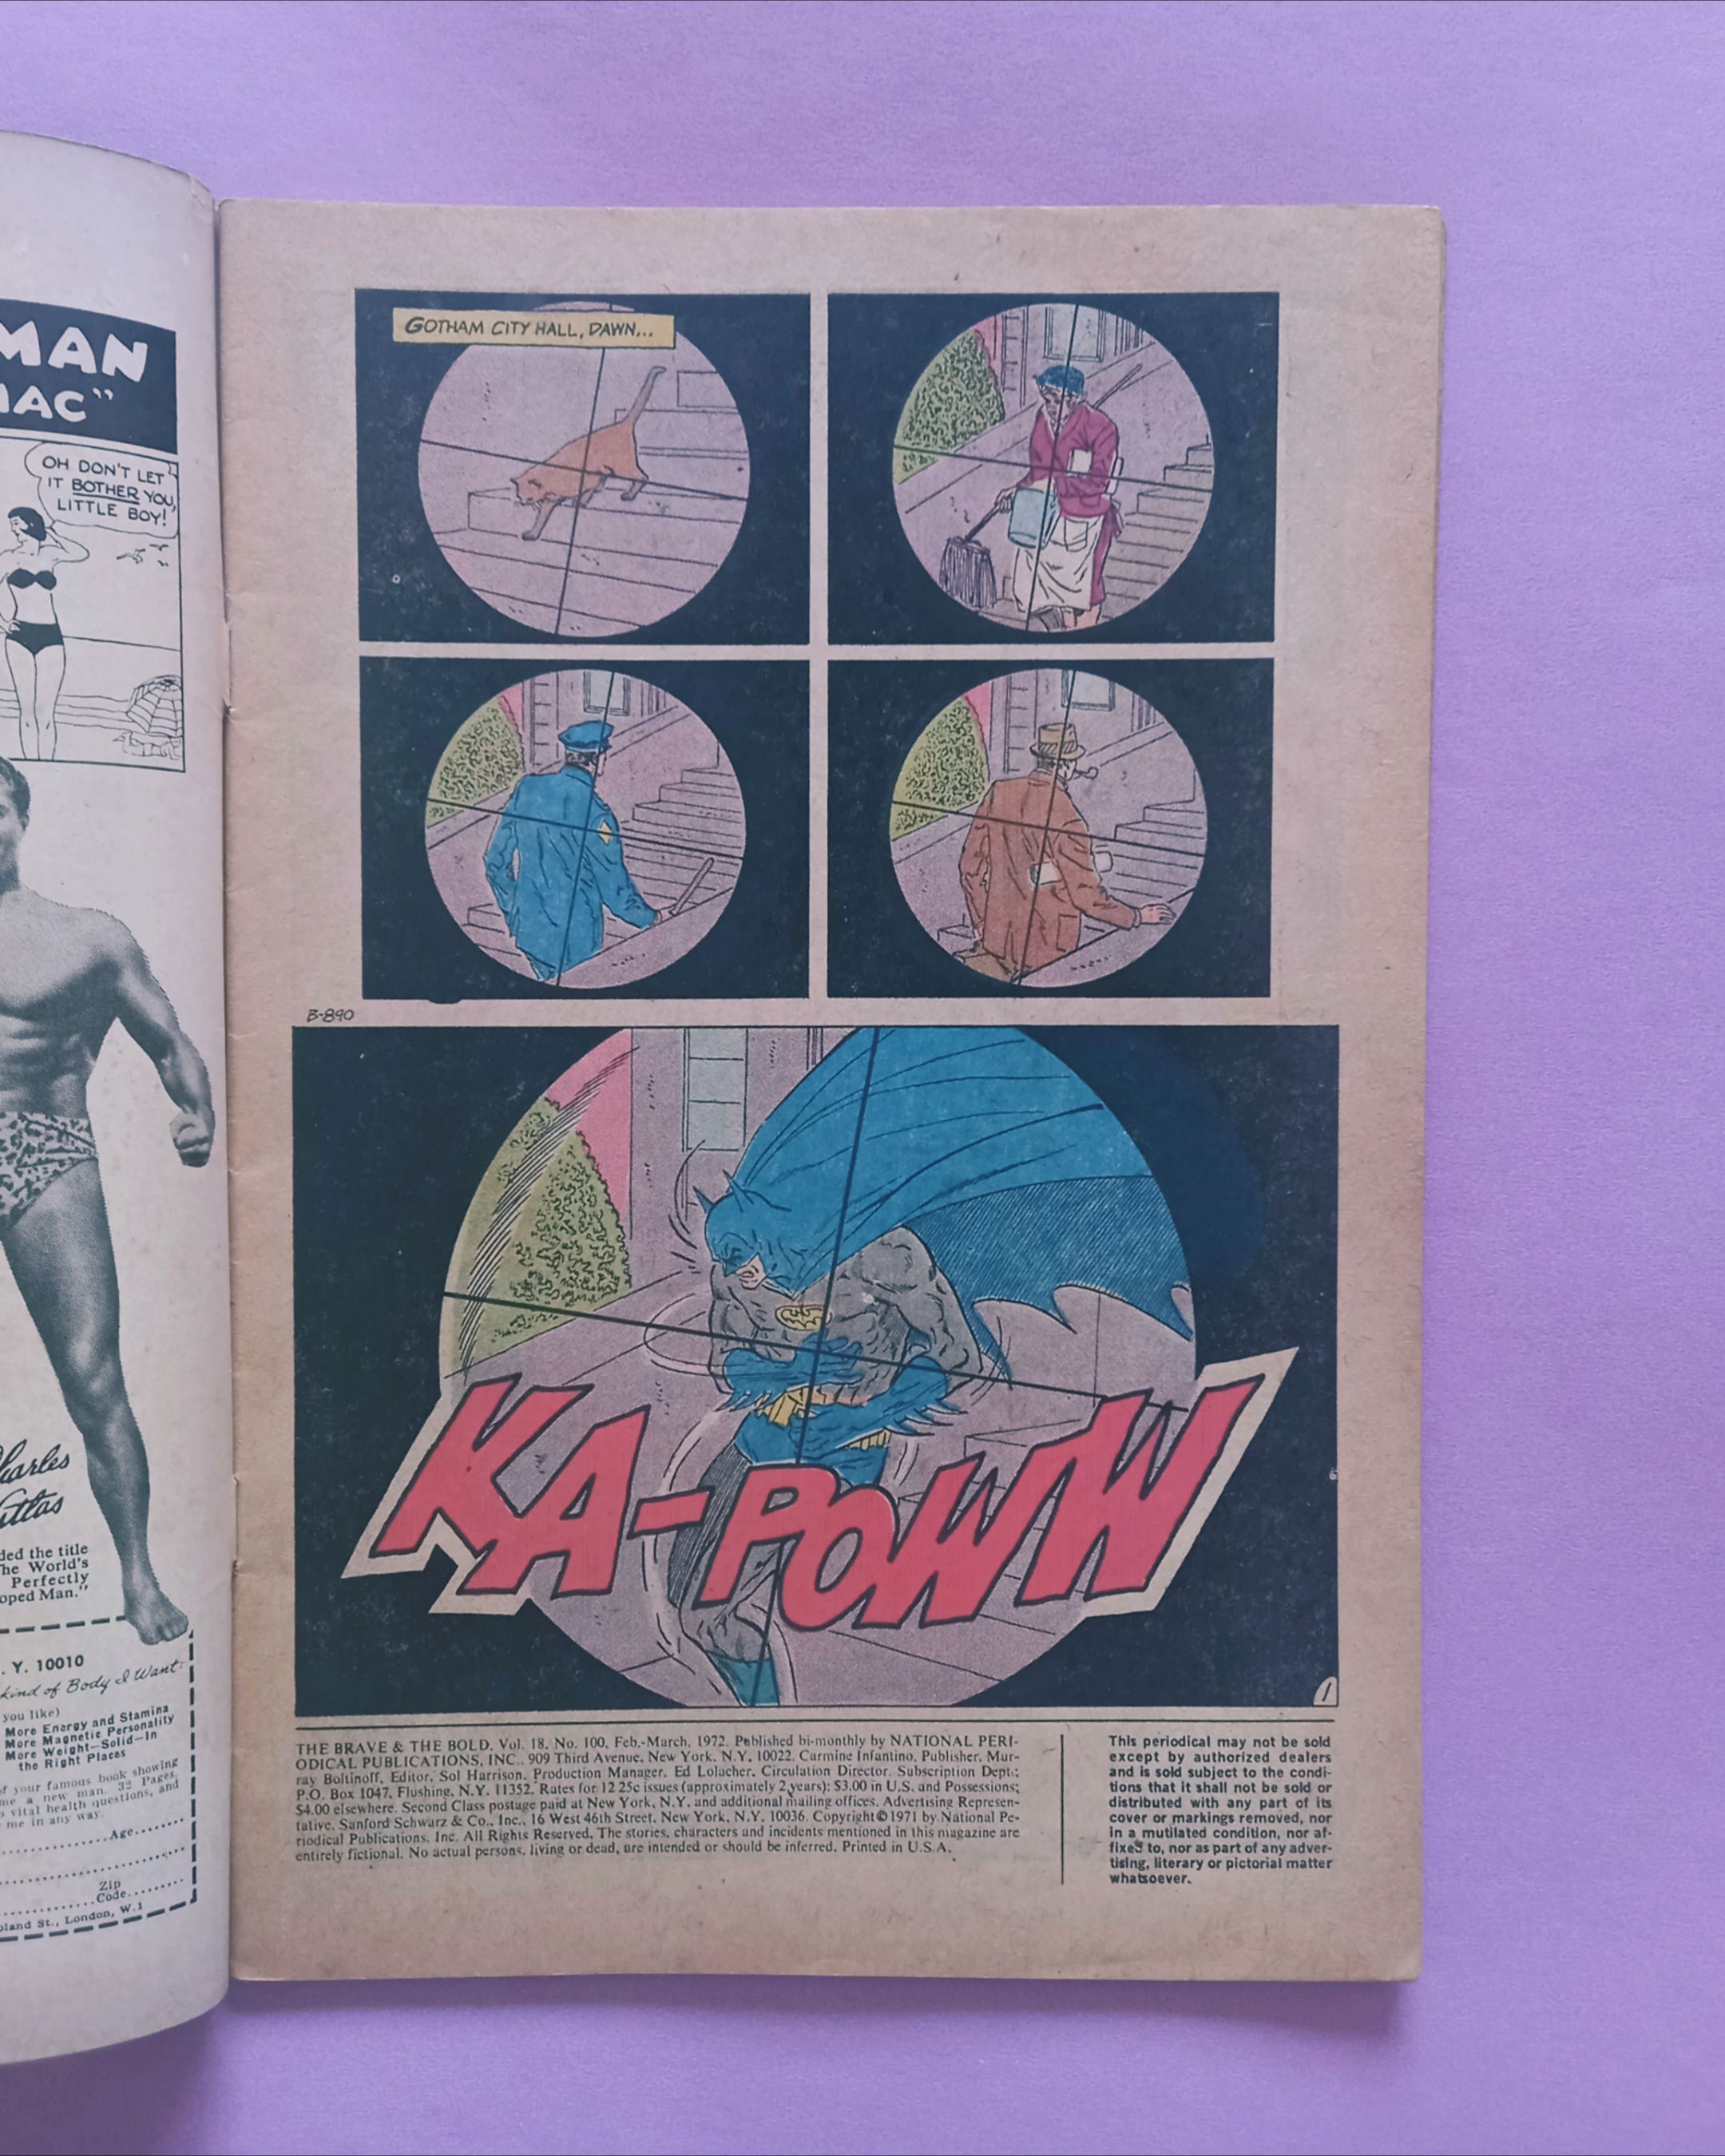 MAN
IAC"
OH DON'T LET
IT BOTHER YOU,
LITTLE BOY!
Charles
Atlas
ded the title
he World's
Perfectly
oped Man."
. Y. 10010
kind of Body I Want:
you like)
More Energy and Stamina
More Magnetic Personality
More Weight—Solid—In
the Right Places
f your famous book showing
me a new man. 32 Pages,
vital health questions, and
me in any way.
Age
Zip
Code
oland St., London, W.1
GOTHAM CITY HALL, DAWN...
B-890
KA-POWW
1
THE BRAVE & THE BOLD, Vol. 18, No. 100, Feb.-March, 1972. Published bi-monthly by NATIONAL PERI-
ODICAL PUBLICATIONS, INC., 909 Third Avenue, New York, N.Y. 10022. Carmine Infantino, Publisher, Mur-
ray Boltinoff, Editor. Sol Harrison, Production Manager. Ed Lolacher, Circulation Director. Subscription Dept.:
P.O. Box 1047, Flushing, N.Y. 11352. Rates for 12 25c issues (approximately 2 years): $3.00 in U.S. and Possessions;
$4.00 elsewhere. Second Class postage paid at New York, N.Y. and additional mailing offices. Advertising Represen-
tative, Sanford Schwarz & Co., Inc., 16 West 46th Street, New York, N.Y. 10036. Copyright © 1971 by National Pe-
riodical Publications, Inc. All Rights Reserved. The stories, characters and incidents mentioned in this magazine are
entirely fictional. No actual persons, living or dead, are intended or should be inferred. Printed in U.S.A.
This periodical may not be sold
except by authorized dealers
and is sold subject to the condi-
tions that it shall not be sold or
distributed with any part of its
cover or markings removed, nor
in a mutilated condition, nor af-
fixed to, nor as part of any adver-
tising, literary or pictorial matter
whatsoever.